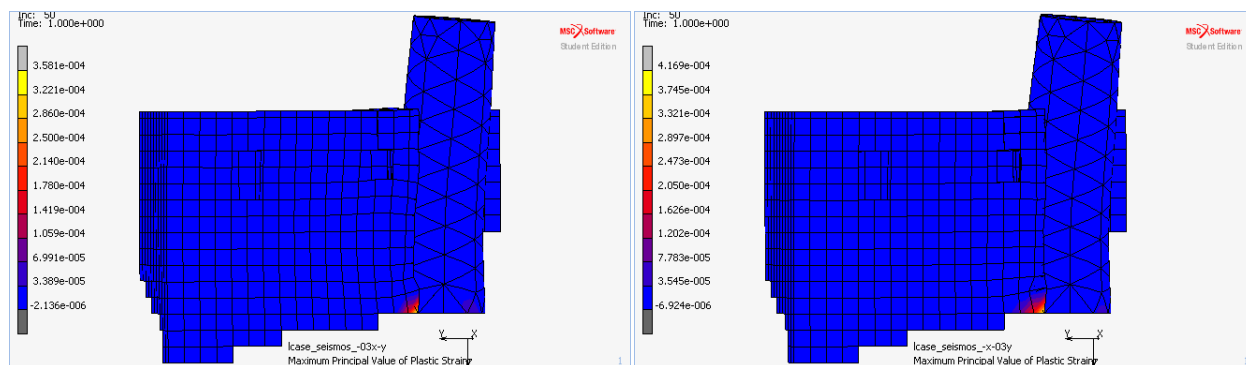 Inc: 50
Time: 1.000e+000
MSC Software
Student Edition
3.581e-004
3.221e-004
2.860e-004
2.500e-004
2.140e-004
1.780e-004
1.419e-004
1.059e-004
6.991e-005
3.389e-005
-2.136e-006
Y
X
lcase_seismos_-03x-y
Maximum Principal Value of Plastic Strain
1
Inc: 50
Time: 1.000e+000
MSC Software
Student Edition
4.169e-004
3.745e-004
3.321e-004
2.897e-004
2.473e-004
2.050e-004
1.626e-004
1.202e-004
7.783e-005
3.545e-005
-6.924e-006
Y
X
lcase_seismos_-x-03y
Maximum Principal Value of Plastic Strain
1